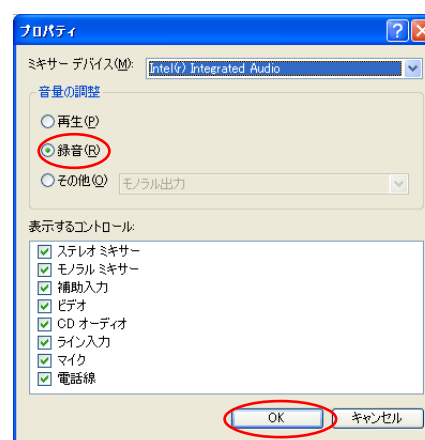 プロパティ
ミキサー デバイス(M): Intel(r) Integrated Audio
音量の調整
再生(P)
録音(R)
その他(O) モノラル出力
表示するコントロール:
ステレオ ミキサー
モノラル ミキサー
補助入力
ビデオ
CD オーディオ
ライン入力
マイク
電話線
OK キャンセル